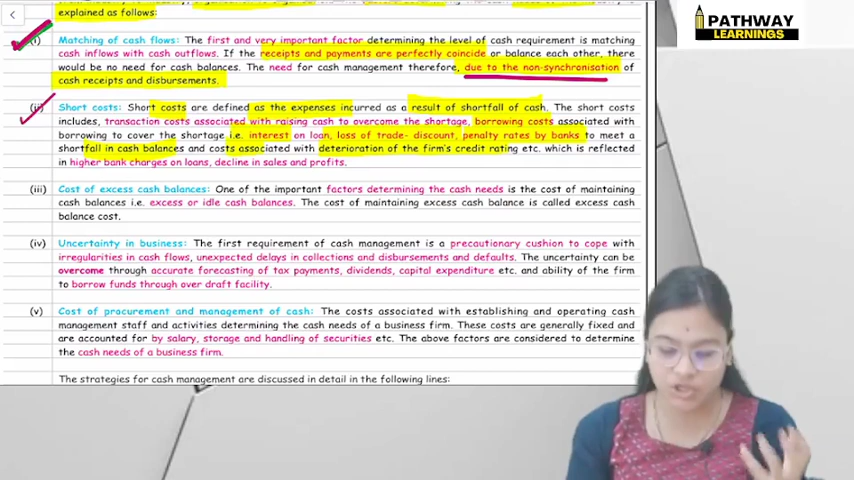 explained as follows:
(i) Matching of cash flows: The first and very important factor determining the level of cash requirement is matching
cash inflows with cash outflows. If the receipts and payments are perfectly coincide or balance each other, there
would be no need for cash balances. The need for cash management therefore, due to the non-synchronisation of
cash receipts and disbursements.
(ii) Short costs: Short costs are defined as the expenses incurred as a result of shortfall of cash. The short costs
includes, transaction costs associated with raising cash to overcome the shortage, borrowing costs associated with
borrowing to cover the shortage i.e. interest on loan, loss of trade- discount, penalty rates by banks to meet a
shortfall in cash balances and costs associated with deterioration of the firm's credit rating etc. which is reflected
in higher bank charges on loans, decline in sales and profits.
(iii) Cost of excess cash balances: One of the important factors determining the cash needs is the cost of maintaining
cash balances i.e. excess or idle cash balances. The cost of maintaining excess cash balance is called excess cash
balance cost.
(iv) Uncertainty in business: The first requirement of cash management is a precautionary cushion to cope with
irregularities in cash flows, unexpected delays in collections and disbursements and defaults. The uncertainty can be
overcome through accurate forecasting of tax payments, dividends, capital expenditure etc. and ability of the firm
to borrow funds through over draft facility.
(v) Cost of procurement and management of cash: The costs associated with establishing and operating cash
management staff and activities determining the cash needs of a business firm. These costs are generally fixed and
are accounted for by salary, storage and handling of securities etc. The above factors are considered to determine
the cash needs of a business firm.
The strategies for cash management are discussed in detail in the following lines:
PATHWAY
LEARNINGS